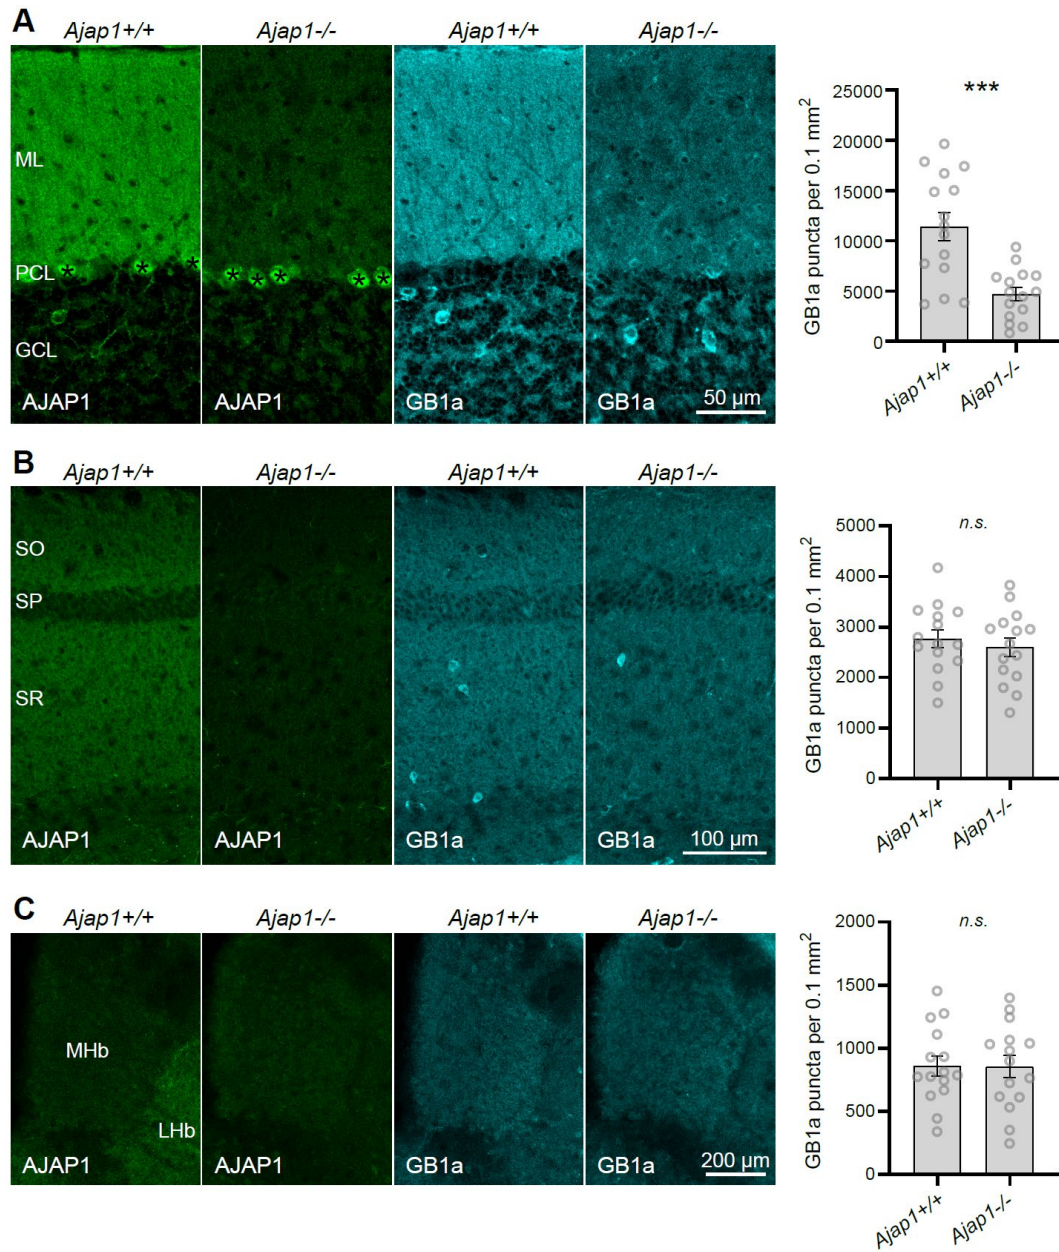 A
Ajap1+/+ Ajap1-/- Ajap1+/+ Ajap1-/-
ML
PCL
GCL
* * * * * * * *
AJAP1 AJAP1 GB1a GB1a
50 µm
GB1a puncta per 0.1 mm²
25000
20000
15000
10000
5000
0
***
Ajap1+/+ Ajap1-/-
B
Ajap1+/+ Ajap1-/- Ajap1+/+ Ajap1-/-
SO
SP
SR
AJAP1 AJAP1 GB1a GB1a
100 µm
GB1a puncta per 0.1 mm²
5000
4000
3000
2000
1000
0
n.s.
Ajap1+/+ Ajap1-/-
C
Ajap1+/+ Ajap1-/- Ajap1+/+ Ajap1-/-
MHb
LHb
AJAP1 AJAP1 GB1a GB1a
200 µm
GB1a puncta per 0.1 mm²
2000
1500
1000
500
0
n.s.
Ajap1+/+ Ajap1-/-